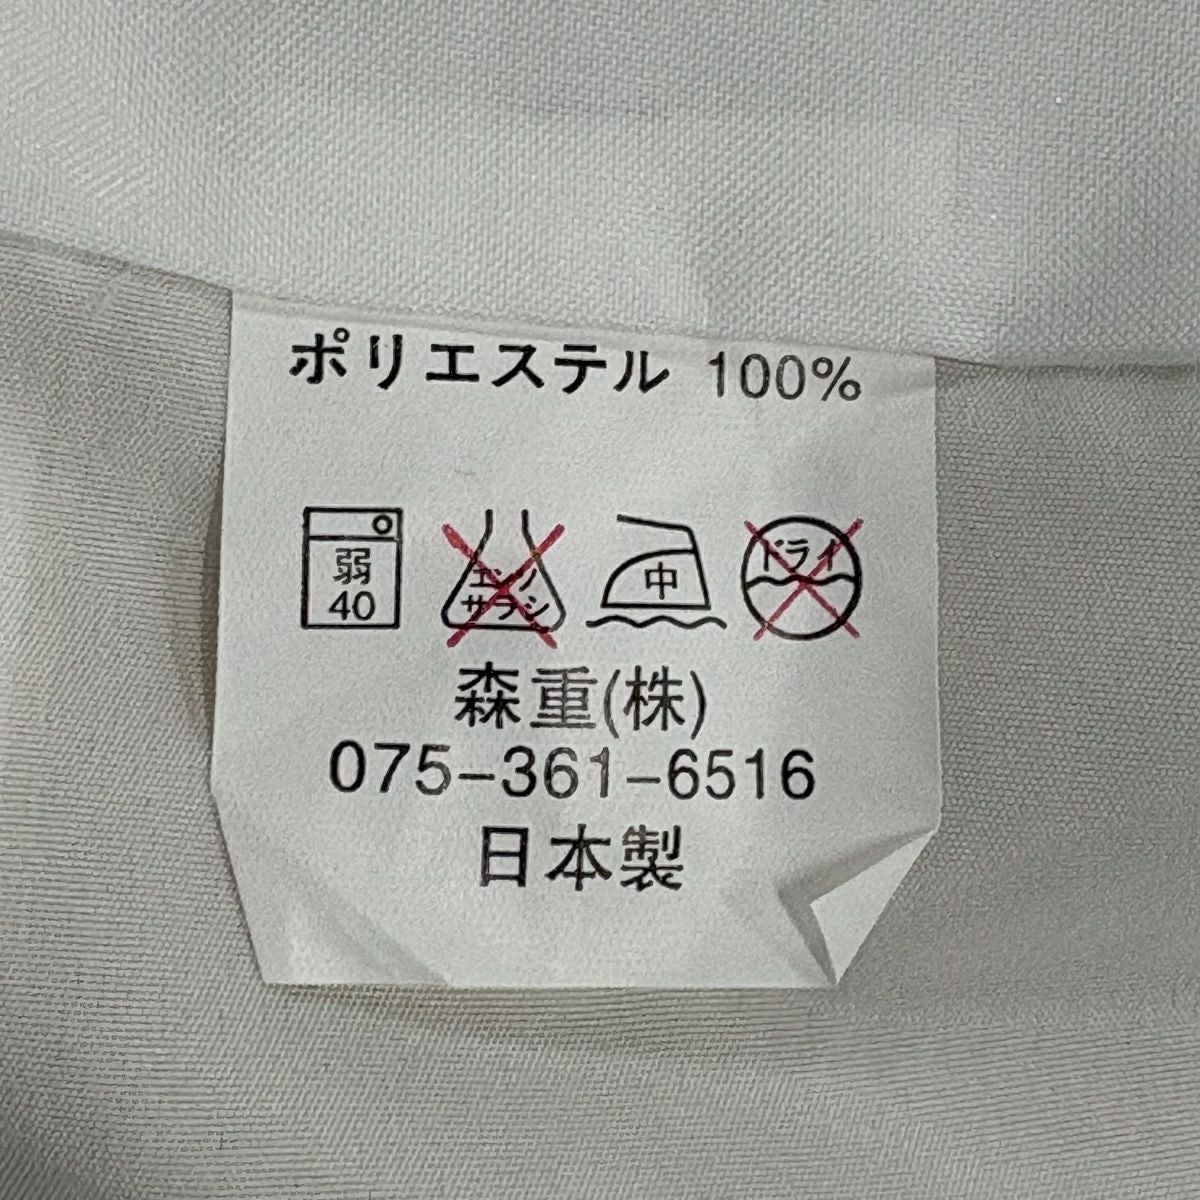 ポリエステル 100%
弱 40
エンソ サラシ
中
ドライ
森重(株)
075-361-6516
日本製